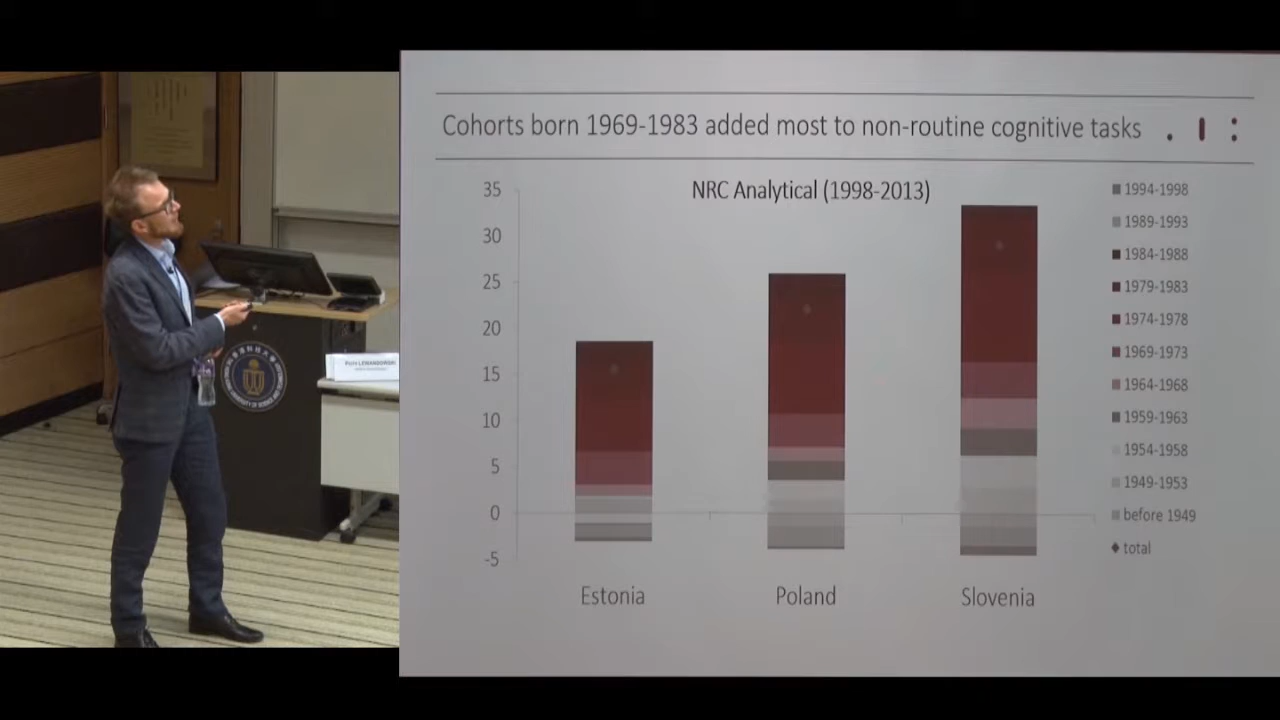 Cohorts born 1969-1983 added most to non-routine cognitive tasks
NRC Analytical (1998-2013)
35
30
25
20
15
10
5
0
-5
Estonia
Poland
Slovenia
1994-1998
1989-1993
1984-1988
1979-1983
1974-1978
1969-1973
1964-1968
1959-1963
1954-1958
1949-1953
before 1949
total
Piotr LEWANDOWSKI